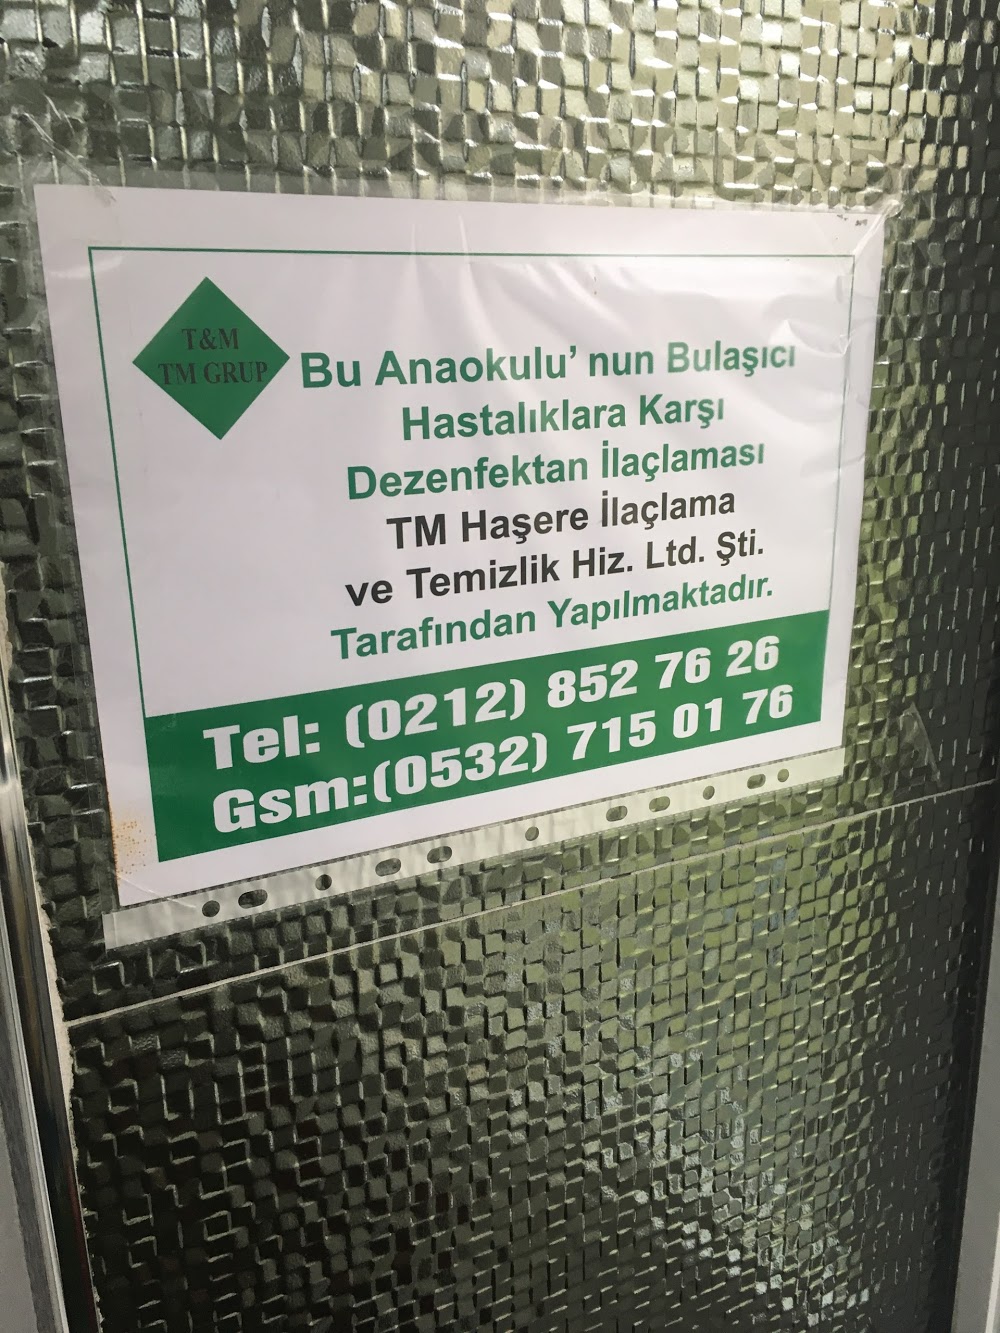 T&M
TM GRUP
Bu Anaokulu’ nun Bulaşıcı
Hastalıklara Karşı
Dezenfektan İlaçlaması
TM Haşere İlaçlama
ve Temizlik Hiz. Ltd. Şti.
Tarafından Yapılmaktadır.
Tel: (0212) 852 76 26
Gsm:(0532) 715 01 76